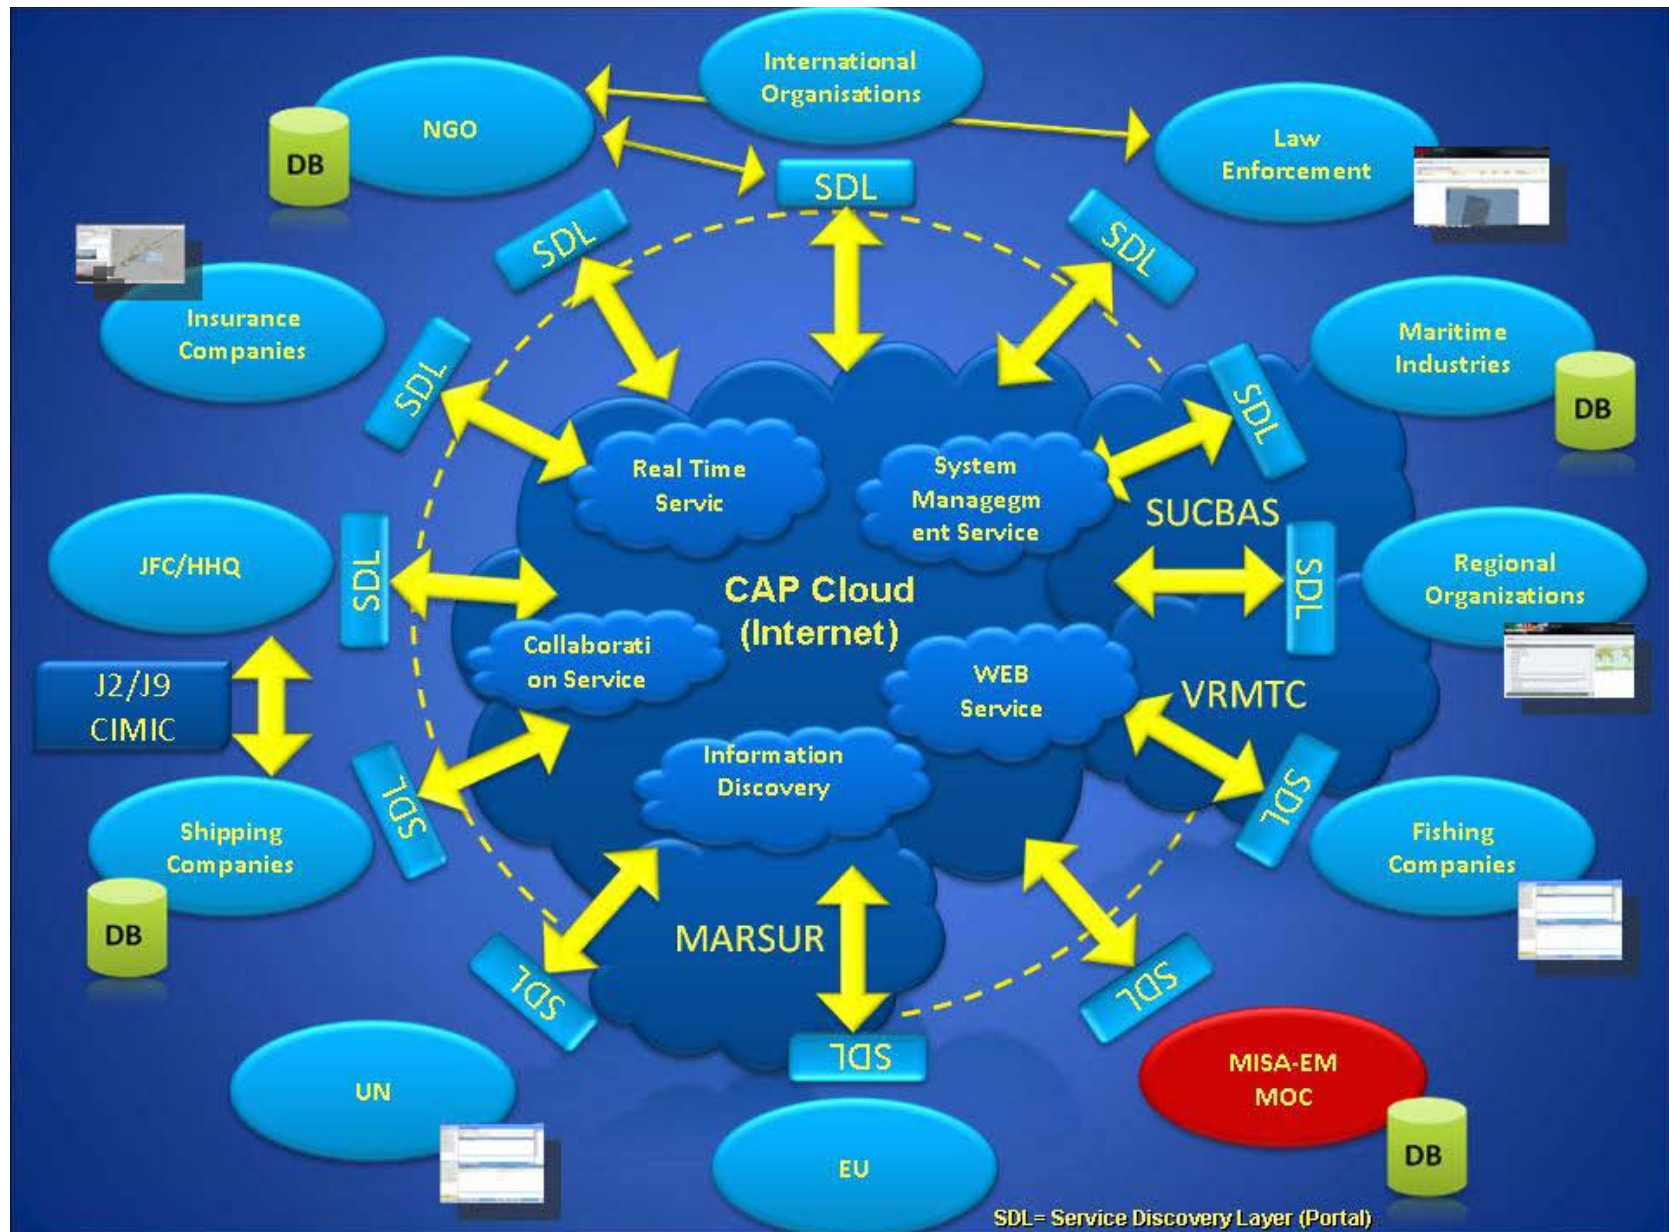 International
Organisations
NGO
DB
Law
Enforcement
SDL
SDL
SDL
Insurance
Companies
SDL
Maritime
Industries
DB
SDL
Real Time
Servic
System
Managegm
ent Service
SUCBAS
JFC/HHQ
SDL
CAP Cloud
(Internet)
SDL
Regional
Organizations
Collaborati
on Service
WEB
Service
VRMTC
J2/J9
CIMIC
Information
Discovery
SDL
SDL
Shipping
Companies
DB
Fishing
Companies
MARSUR
SDL
SDL
SDL
UN
MISA-EM
MOC
DB
EU
SDL= Service Discovery Layer (Portal)